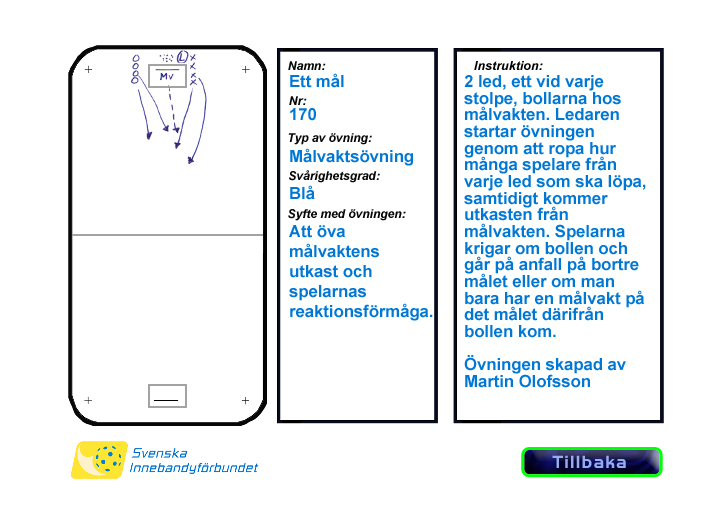 L
Mv
Namn:
Ett mål
Nr:
170
Typ av övning:
Målvaktsövning
Svårighetsgrad:
Blå
Syfte med övningen:
Att öva
målvaktens
utkast och
spelarnas
reaktionsförmåga.
Instruktion:
2 led, ett vid varje
stolpe, bollarna hos
målvakten. Ledaren
startar övningen
genom att ropa hur
många spelare från
varje led som ska löpa,
samtidigt kommer
utkasten från
målvakten. Spelarna
krigar om bollen och
går på anfall på bortre
målet eller om man
bara har en målvakt på
det målet därifrån
bollen kom.
Övningen skapad av
Martin Olofsson
Svenska
Innebandyförbundet
Tillbaka